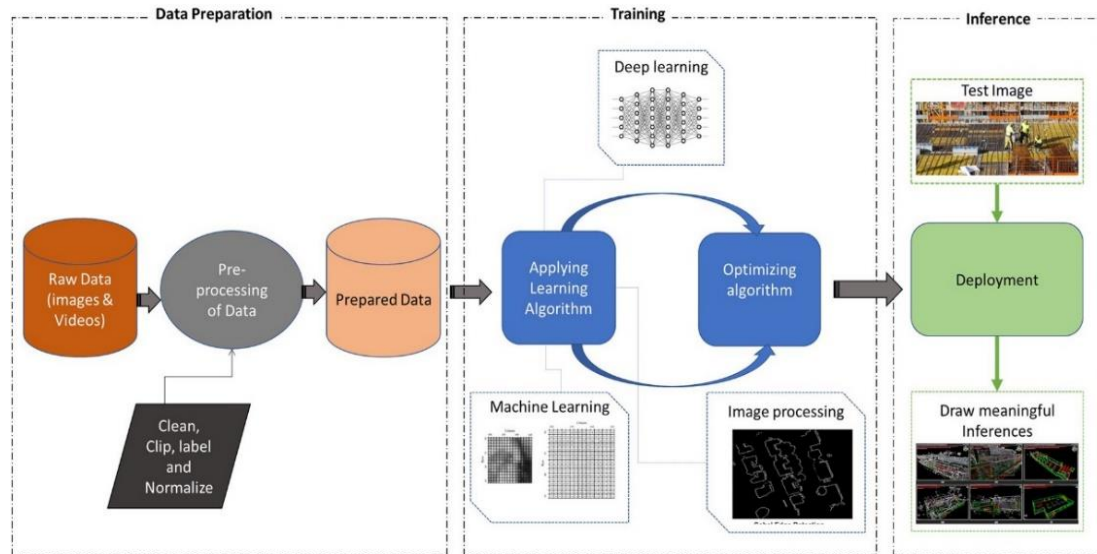 Data Preparation
Training
Inference
Deep learning
Test Image
Raw Data
(images &
Videos)
Pre-
processing
of Data
Prepared Data
Applying
Learning
Algorithm
Optimizing
algorithm
Deployment
Clean,
Clip, label
and
Normalize
Machine Learning
Image processing
Draw meaningful
Inferences